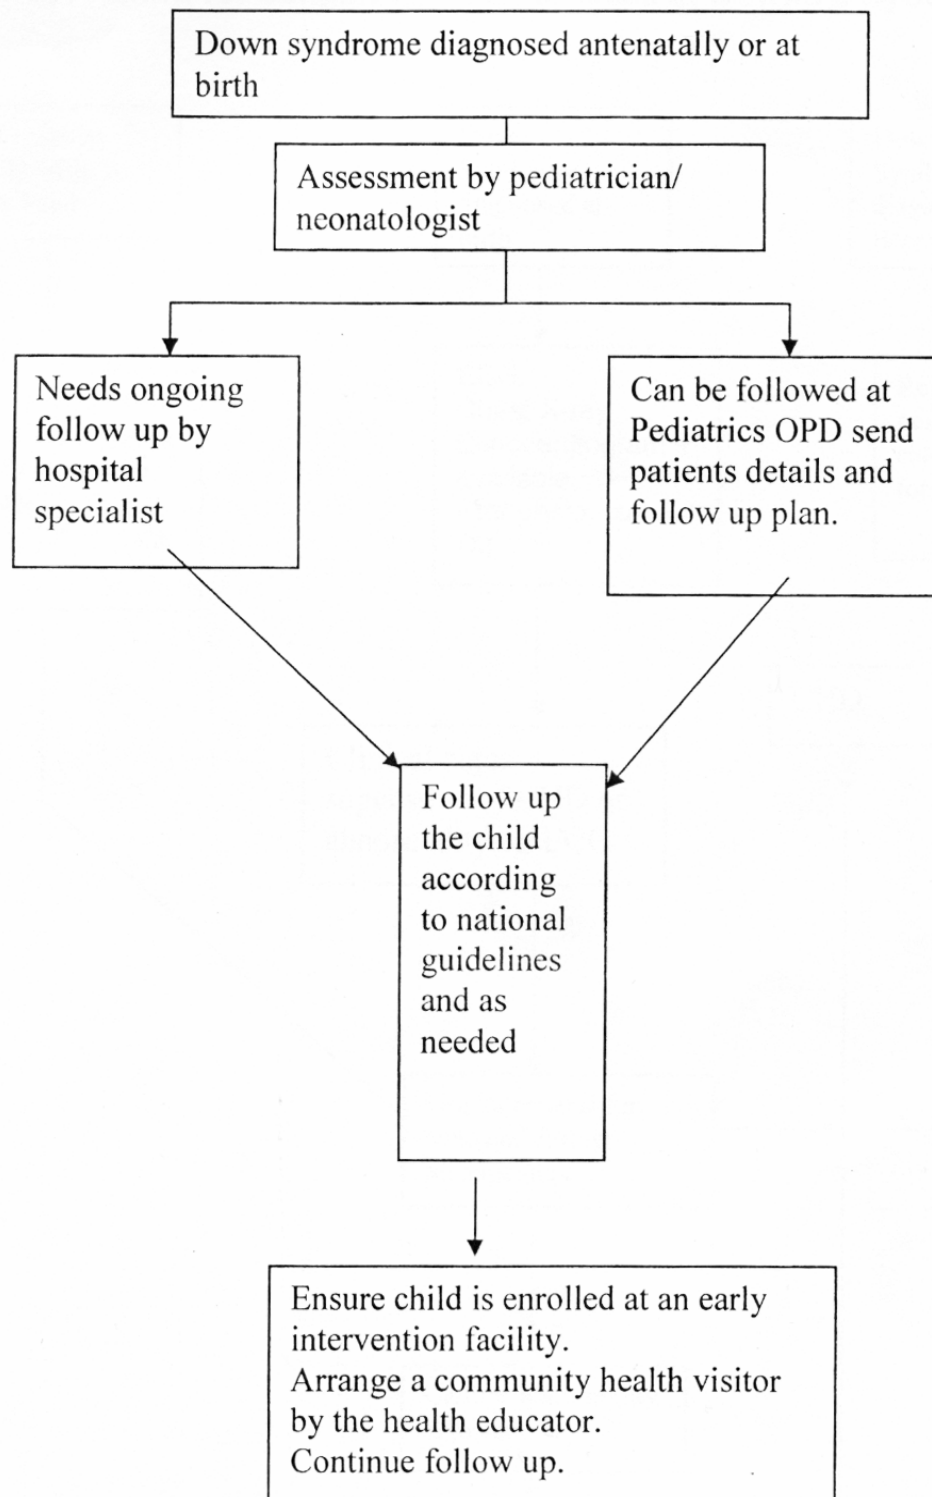 Down syndrome diagnosed antenatally or at
birth
Assessment by pediatrician/
neonatologist
Needs ongoing
follow up by
hospital
specialist
Can be followed at
Pediatrics OPD send
patients details and
follow up plan.
Follow up
the child
according
to national
guidelines
and as
needed
Ensure child is enrolled at an early
intervention facility.
Arrange a community health visitor
by the health educator.
Continue follow up.